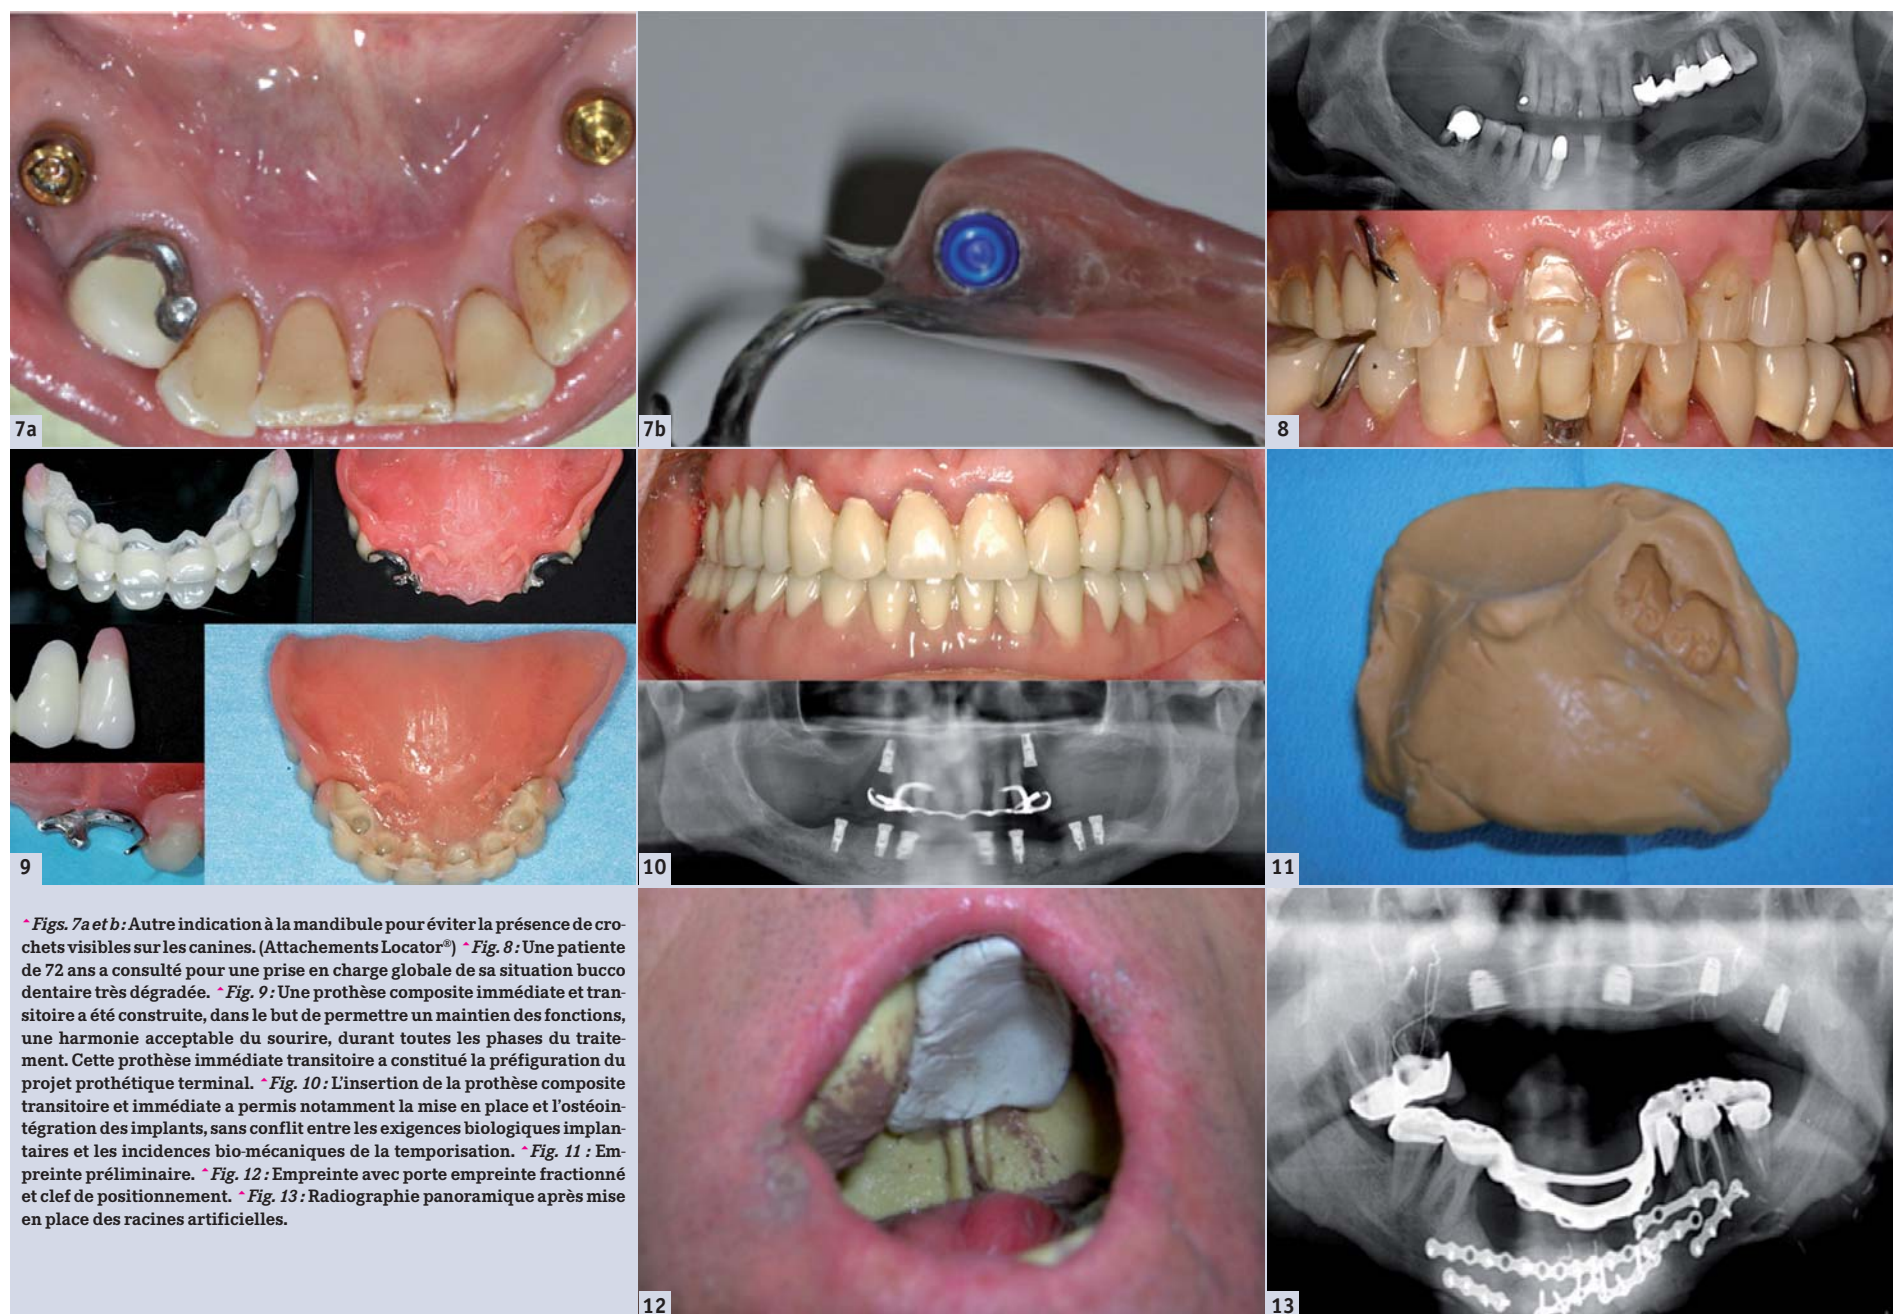 7a
7b
8
9
10
11
ˆ Figs. 7a et b : Autre indication à la mandibule pour éviter la présence de cro-
chets visibles sur les canines. (Attachements Locator®) ˆ Fig. 8 : Une patiente
de 72 ans a consulté pour une prise en charge globale de sa situation bucco
dentaire très dégradée. ˆ Fig. 9 : Une prothèse composite immédiate et tran-
sitoire a été construite, dans le but de permettre un maintien des fonctions,
une harmonie acceptable du sourire, durant toutes les phases du traite-
ment. Cette prothèse immédiate transitoire a constitué la préfiguration du
projet prothétique terminal. ˆ Fig. 10 : L'insertion de la prothèse composite
transitoire et immédiate a permis notamment la mise en place et l'ostéoin-
tégration des implants, sans conflit entre les exigences biologiques implan-
taires et les incidences bio-mécaniques de la temporisation. ˆ Fig. 11 : Em-
preinte préliminaire. ˆ Fig. 12 : Empreinte avec porte empreinte fractionné
et clef de positionnement. ˆ Fig. 13 : Radiographie panoramique après mise
en place des racines artificielles.
12
13